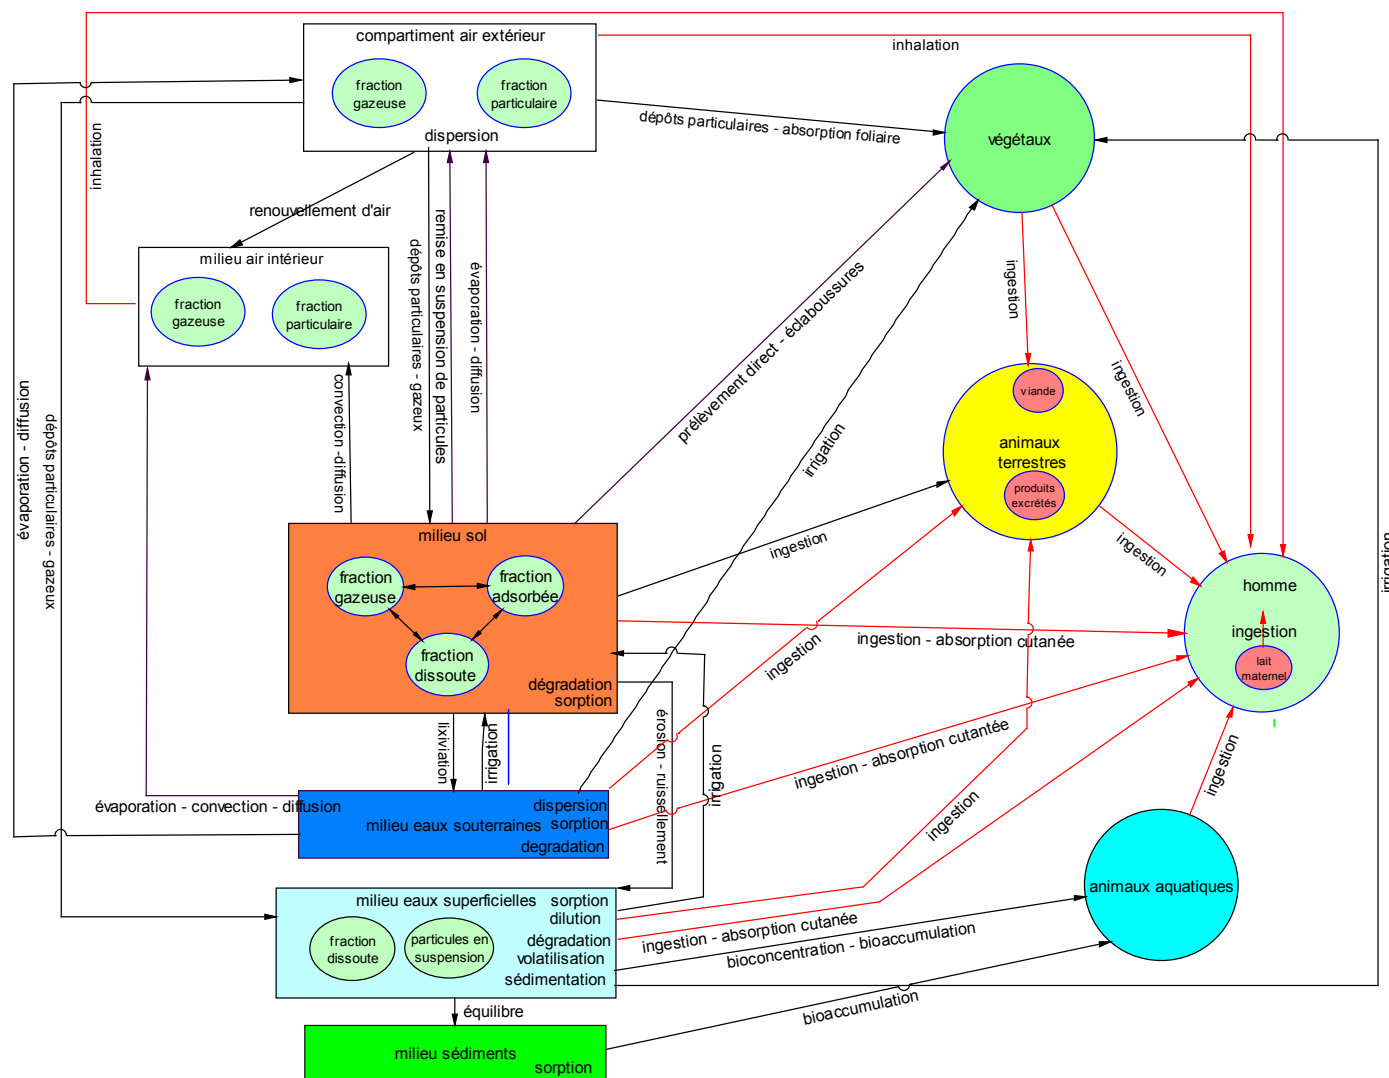 compartiment air extérieur
fraction
gazeuse
fraction
particulaire
dispersion
inhalation
inhalation
dépôts particulaires - absorption foliaire
végétaux
renouvellement d'air
milieu air intérieur
fraction
gazeuse
fraction
particulaire
dépôts particulaires - gazeux
remise en suspension de particules
évaporation - diffusion
convection -diffusion
prélèvement direct - éclaboussures
irrigation
ingestion
ingestion
viande
animaux
terrestres
produits
excrétés
évaporation - diffusion
dépôts particulaires - gazeux
milieu sol
fraction
gazeuse
fraction
adsorbée
fraction
dissoute
dégradation
sorption
ingestion
ingestion
ingestion
ingestion - absorption cutanée
homme
ingestion
lait
maternel
irrigation
lixiviation
irrigation
érosion - ruissellement
irrigation
ingestion - absorption cutantée
ingestion
évaporation - convection - diffusion
dispersion
milieu eaux souterraines
sorption
degradation
ingestion
animaux aquatiques
milieu eaux superficielles
sorption
dilution
fraction
dissoute
particules en
suspension
dégradation
volatilisation
sédimentation
ingestion - absorption cutanée
bioconcentration - bioaccumulation
bioaccumulation
équilibre
milieu sédiments
sorption